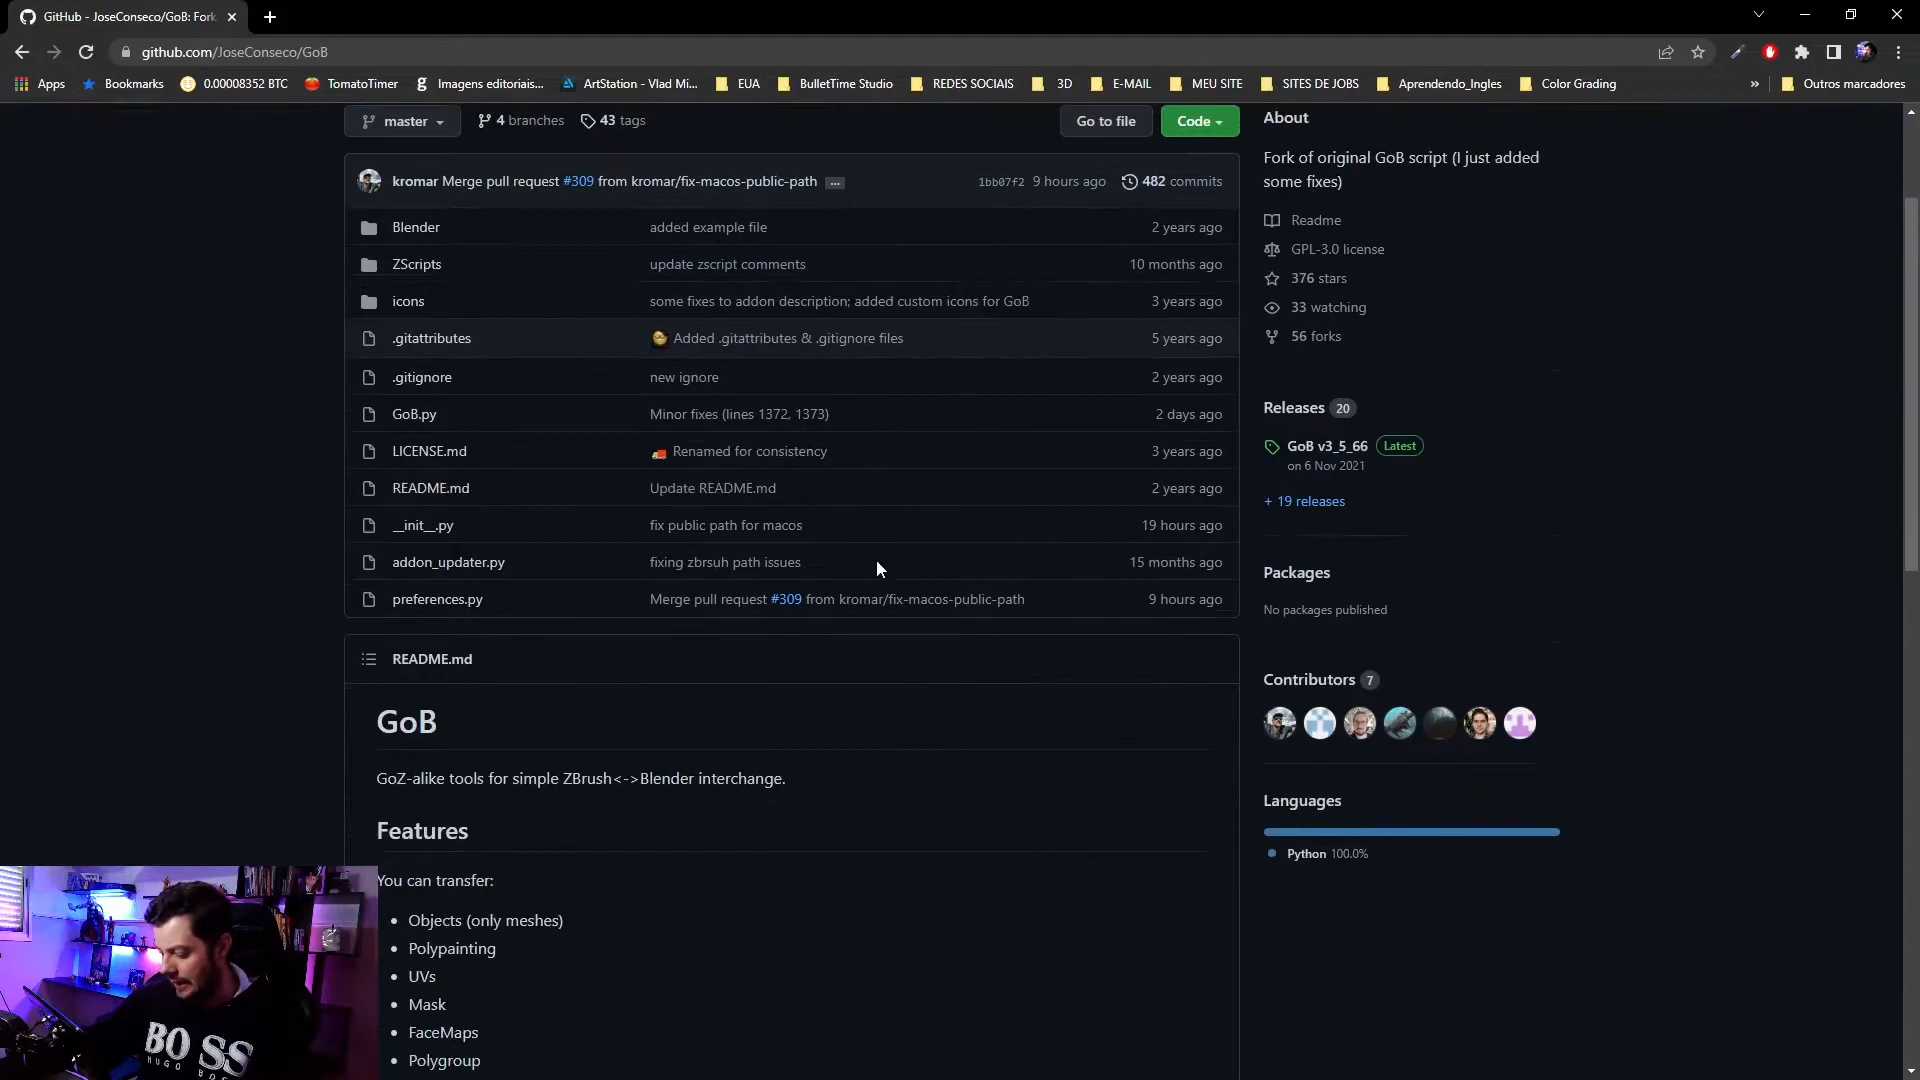 GitHub - JoseConseco/GoB: Fork
github.com/JoseConseco/GoB
Apps Bookmarks 0.00008352 BTC TomatoTimer Imagens editoriais... ArtStation - Vlad Mi... EUA BulletTime Studio REDES SOCIAIS 3D E-MAIL MEU SITE SITES DE JOBS Aprendendo_Ingles Color Grading » Outros marcadores
master 4 branches 43 tags Go to file Code
kromar Merge pull request #309 from kromar/fix-macos-public-path ... 1bb07f2 9 hours ago 482 commits
Blender added example file 2 years ago
ZScripts update zscript comments 10 months ago
icons some fixes to addon description; added custom icons for GoB 3 years ago
.gitattributes Added .gitattributes & .gitignore files 5 years ago
.gitignore new ignore 2 years ago
GoB.py Minor fixes (lines 1372, 1373) 2 days ago
LICENSE.md Renamed for consistency 3 years ago
README.md Update README.md 2 years ago
__init__.py fix public path for macos 19 hours ago
addon_updater.py fixing zbrsuh path issues 15 months ago
preferences.py Merge pull request #309 from kromar/fix-macos-public-path 9 hours ago
README.md
GoB
GoZ-alike tools for simple ZBrush<->Blender interchange.
Features
You can transfer:
• Objects (only meshes)
• Polypainting
• UVs
• Mask
• FaceMaps
• Polygroup
About
Fork of original GoB script (I just added
some fixes)
Readme
GPL-3.0 license
376 stars
33 watching
56 forks
Releases 20
GoB v3_5_66 Latest
on 6 Nov 2021
+ 19 releases
Packages
No packages published
Contributors 7
Languages
Python 100.0%
BOSS
HUGO BOS